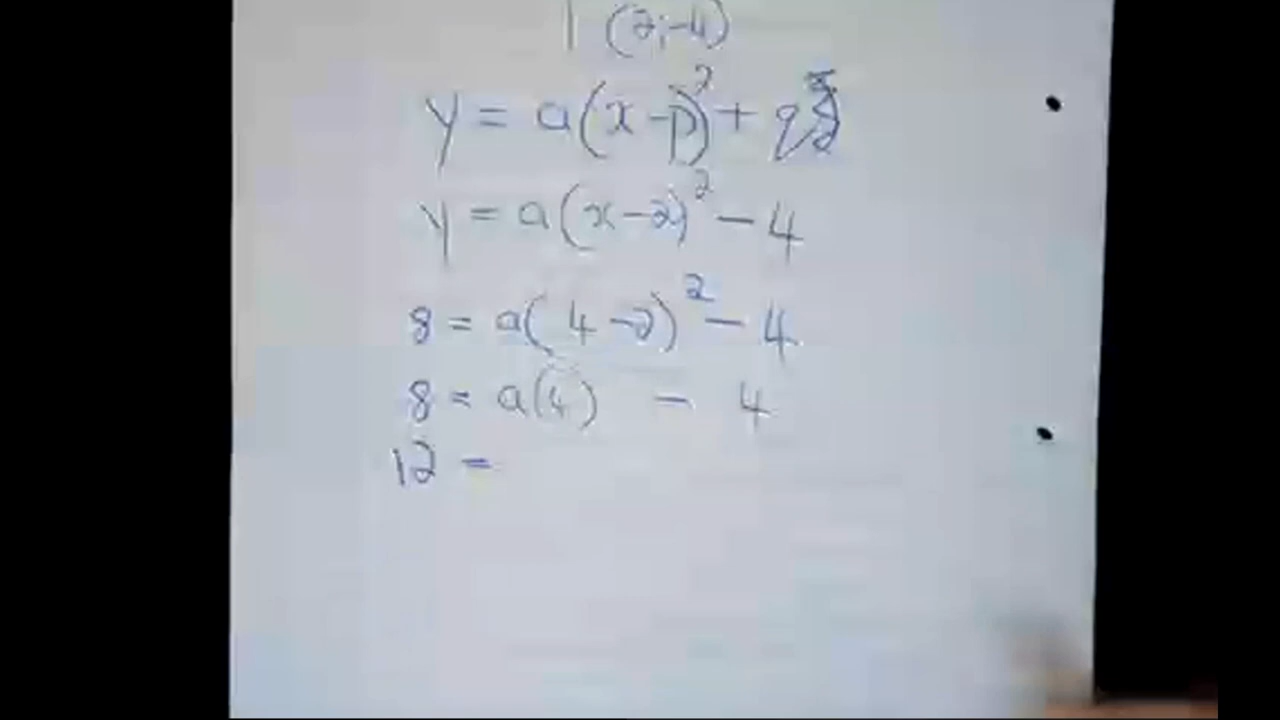 (2;-4)
y = a(x-p)² + q
y = a(x-2)² - 4
8 = a(4-2)² - 4
8 = a(4) - 4
12 =